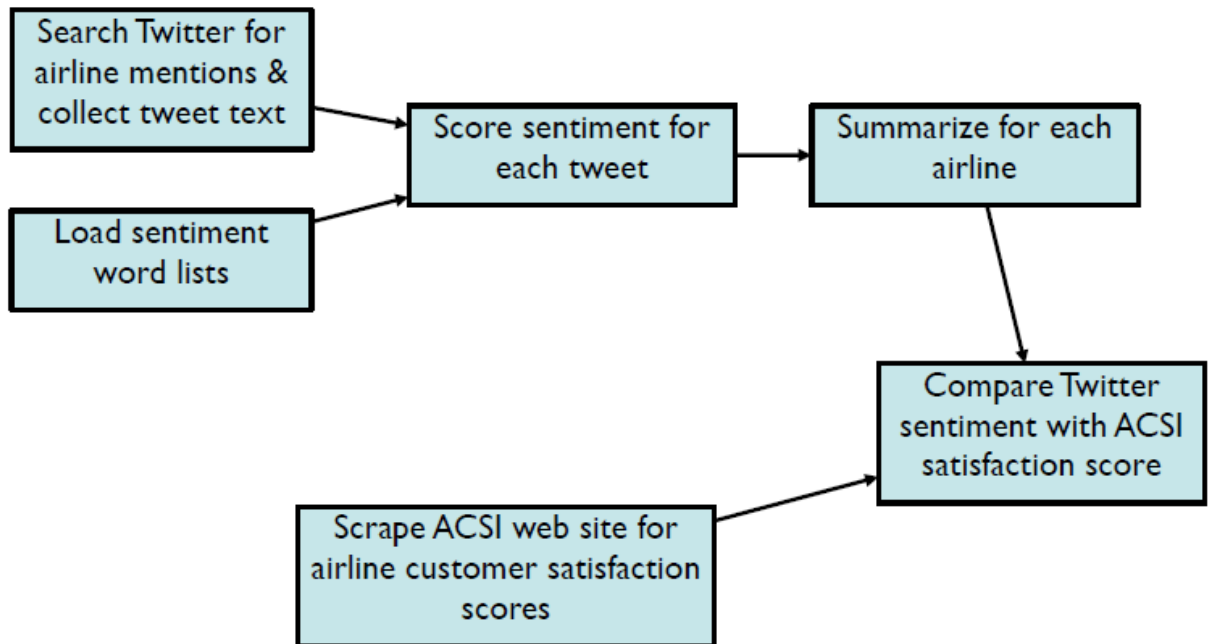 Search Twitter for
airline mentions &
collect tweet text
Load sentiment
word lists
Score sentiment for
each tweet
Summarize for each
airline
Scrape ACSI web site for
airline customer satisfaction
scores
Compare Twitter
sentiment with ACSI
satisfaction score